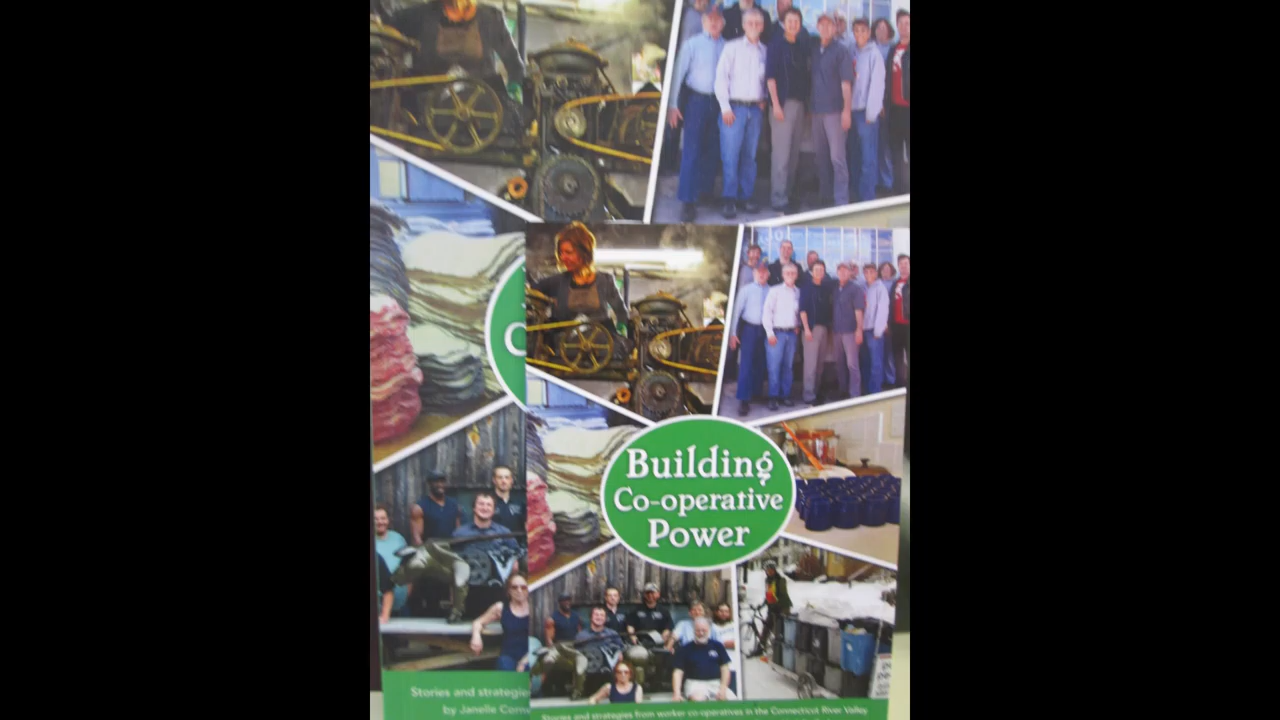 C
Building
Co-operative
Power
Stories and strategie
by Janelle Corn
Stories and strategies from worker co-operatives in the Connecticut River Valley